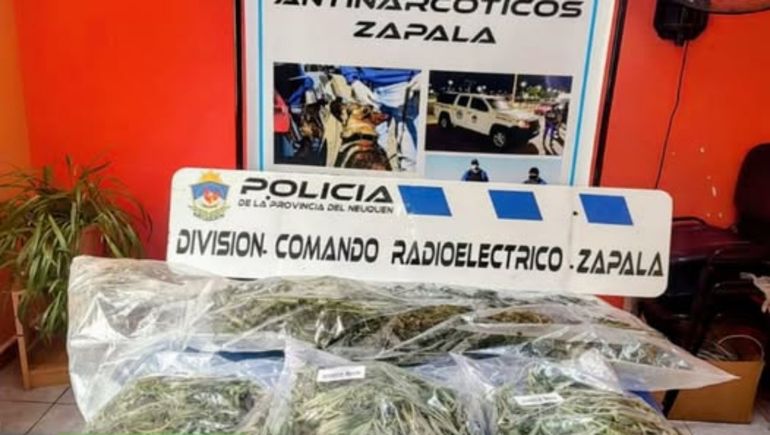 ANTINARCOTICOS
ZAPALA
POLICIA
DE LA PROVINCIA DEL NEUQUEN
DIVISION- COMANDO RADIOELECTRICO -ZAPALA